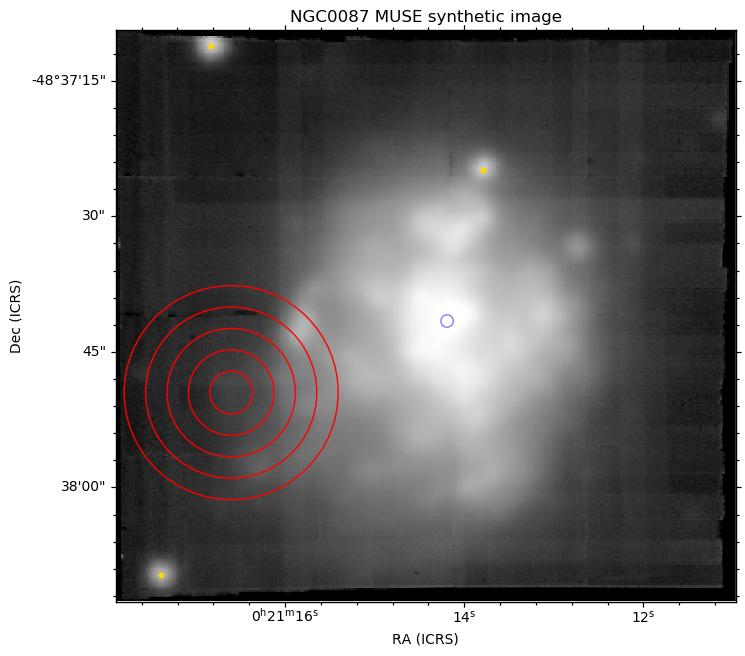 NGC0087 MUSE synthetic image
-48°37'15"
30"
45"
38'00"
Dec (ICRS)
0h21m16s
14s
12s
RA (ICRS)